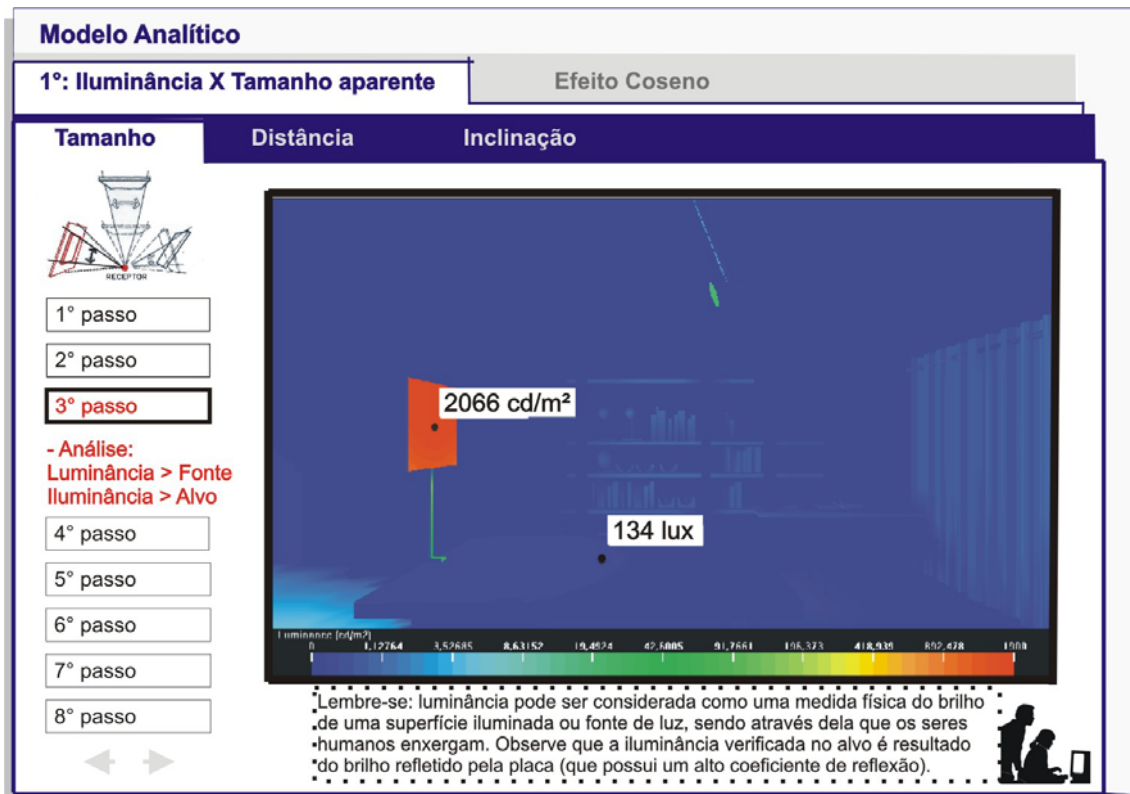 Modelo Analítico
1°: Iluminância X Tamanho aparente
Efeito Coseno
Tamanho
Distância
Inclinação
RECEPTOR
1° passo
2° passo
3° passo
- Análise:
Luminância > Fonte
Iluminância > Alvo
4° passo
5° passo
6° passo
7° passo
8° passo
2066 cd/m²
134 lux
Luminance [cd/m2]
0 1,12764 3,52685 8,63152 19,4924 42,6005 91,7661 196,373 418,939 892,478 1900
Lembre-se: luminância pode ser considerada como uma medida física do brilho
de uma superfície iluminada ou fonte de luz, sendo através dela que os seres
humanos enxergam. Observe que a iluminância verificada no alvo é resultado
do brilho refletido pela placa (que possui um alto coeficiente de reflexão).